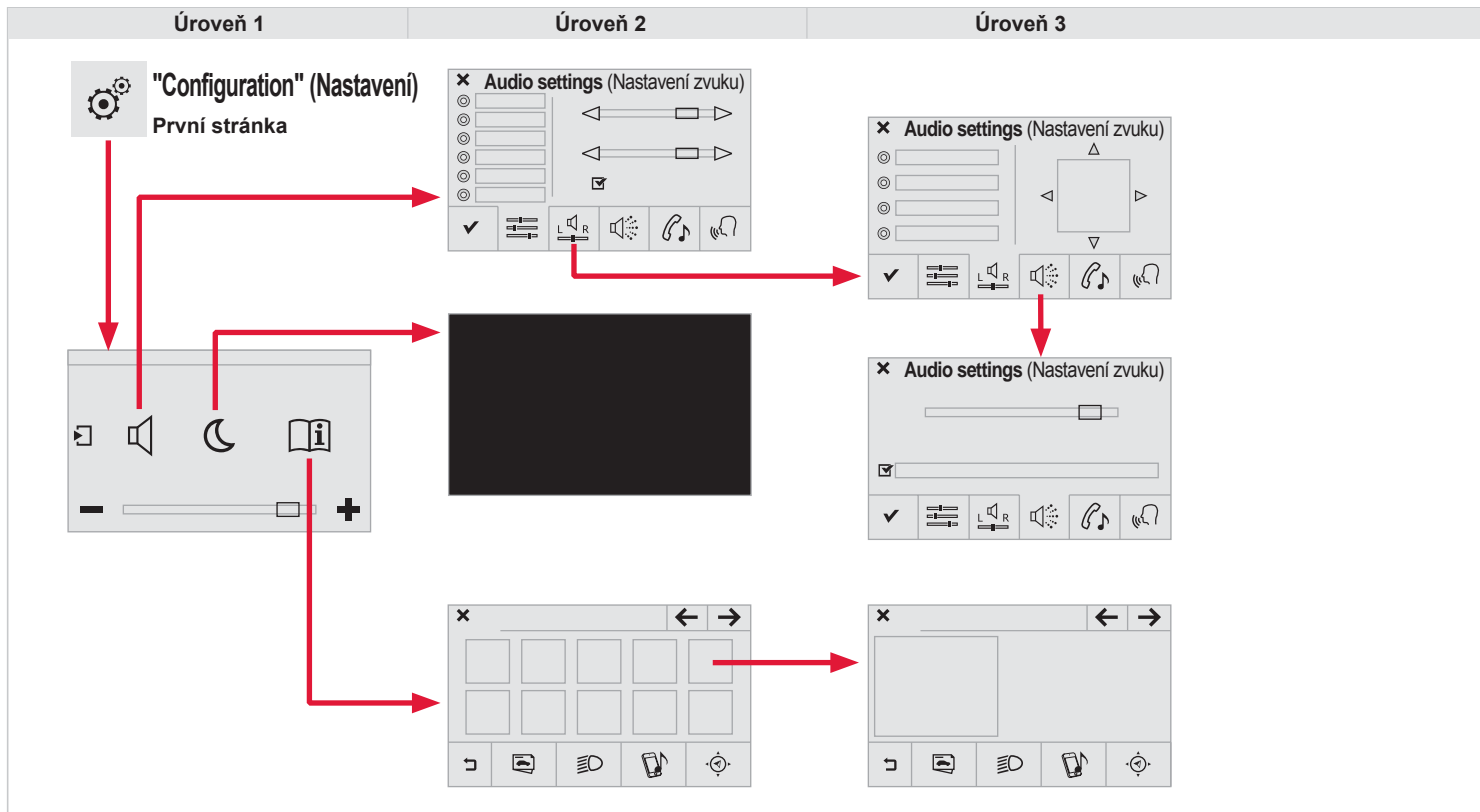 Úroveň 1
Úroveň 2
Úroveň 3
"Configuration" (Nastavení)
První stránka
Audio settings (Nastavení zvuku)
L R
Audio settings (Nastavení zvuku)
L R
Audio settings (Nastavení zvuku)
L R
i